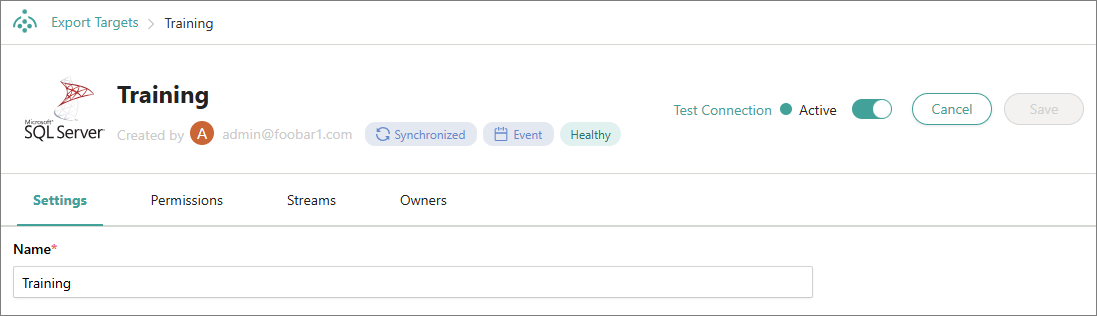 Export Targets > Training
Microsoft
SQL Server
Training
Created by A admin@foobar1.com Synchronized Event Healthy
Test Connection Active Cancel Save
Settings Permissions Streams Owners
Name*
Training